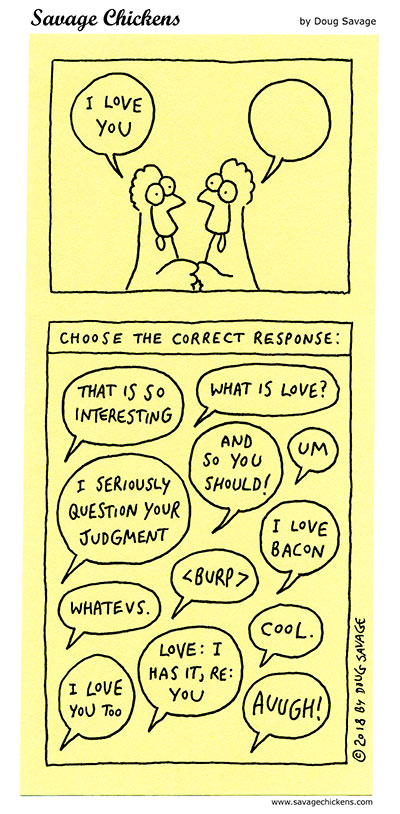 Savage Chickens
by Doug Savage
I LOVE
YOU
CHOOSE THE CORRECT RESPONSE:
THAT IS SO
INTERESTING
WHAT IS LOVE?
AND
SO YOU
SHOULD!
UM
I SERIOUSLY
QUESTION YOUR
JUDGMENT
I LOVE
BACON
<BURP>
WHATEVS.
COOL.
LOVE: I
HAS IT, RE:
YOU
I LOVE
YOU TOO
AUUGH!
© 2018 BY DOUG SAVAGE
www.savagechickens.com